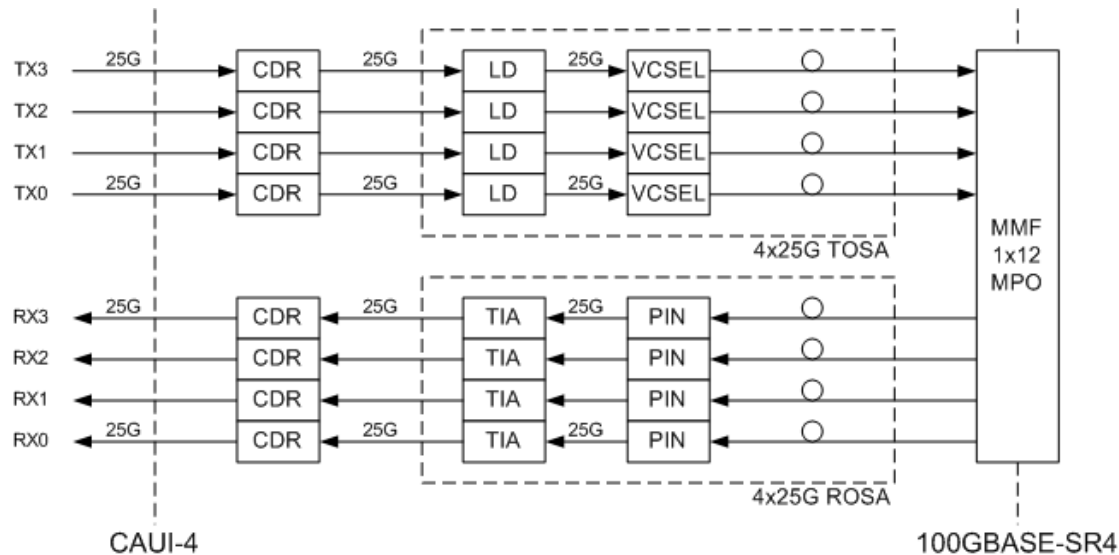 TX3 25G CDR 25G LD 25G VCSEL
TX2 CDR LD VCSEL
TX1 CDR LD VCSEL
TX0 25G CDR 25G LD 25G VCSEL
4x25G TOSA
MMF
1x12
MPO
RX3 25G CDR 25G TIA 25G PIN
RX2 CDR TIA PIN
RX1 CDR TIA PIN
RX0 25G CDR 25G TIA 25G PIN
4x25G ROSA
CAUI-4 100GBASE-SR4